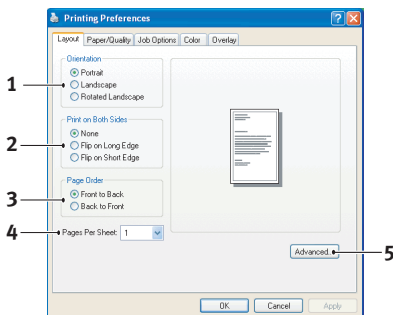 Printing Preferences
Layout Paper/Quality Job Options Color Overlay
Orientation
Portrait
1
Landscape
Rotated Landscape
Print on Both Sides
None
2 Flip on Long Edge
Flip on Short Edge
Page Order
Front to Back
3
Back to Front
4 Pages Per Sheet: 1
Advanced... 5
OK Cancel Apply